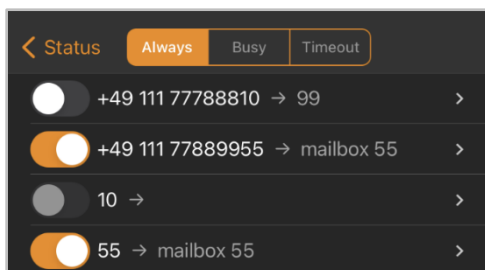 Status Always Busy Timeout
+49 111 77788810 → 99
+49 111 77889955 → mailbox 55
10 →
55 → mailbox 55